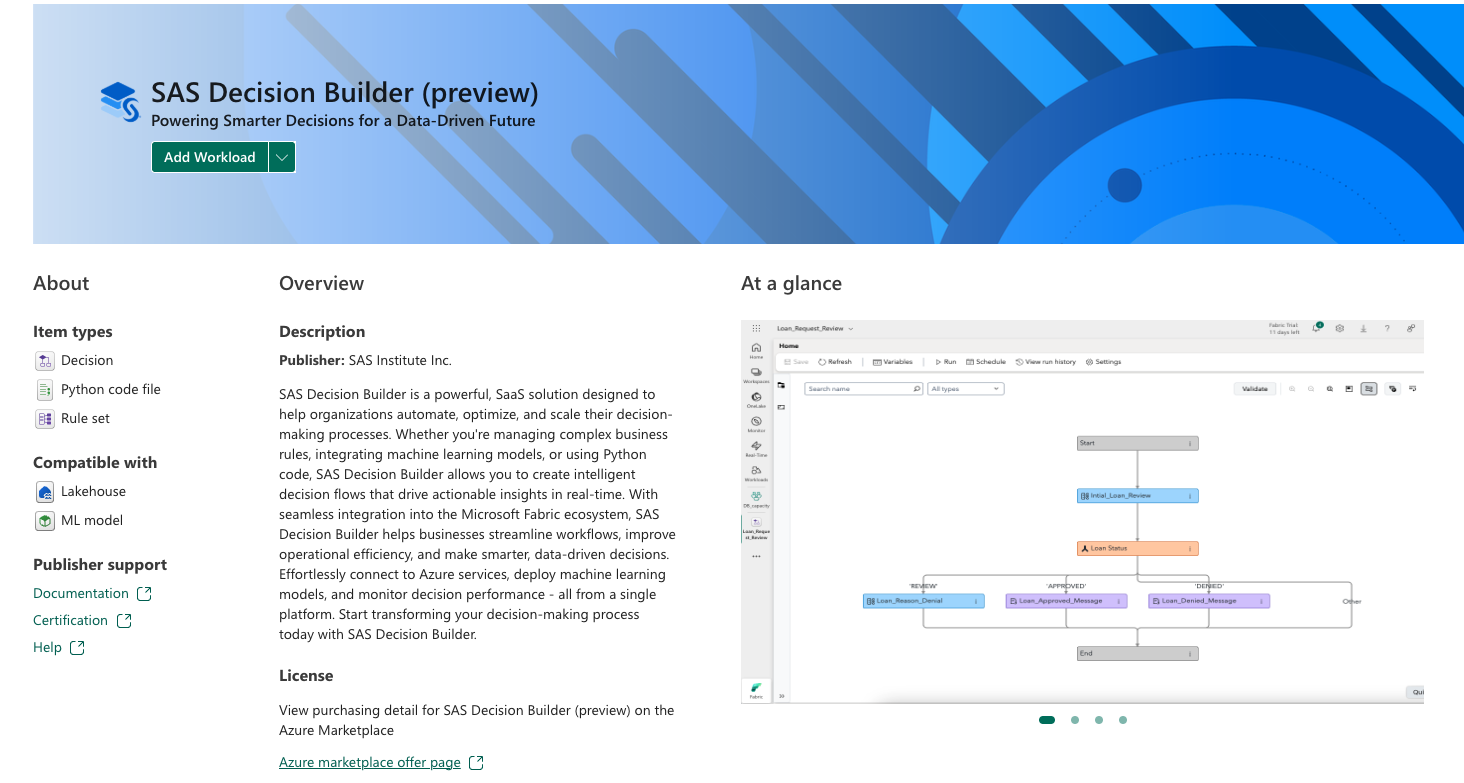 SAS Decision Builder (preview)
Powering Smarter Decisions for a Data-Driven Future
Add Workload
About
Item types
Decision
Python code file
Rule set
Compatible with
Lakehouse
ML model
Publisher support
Documentation
Certification
Help
Overview
Description
Publisher: SAS Institute Inc.
SAS Decision Builder is a powerful, SaaS solution designed to
help organizations automate, optimize, and scale their decision-
making processes. Whether you're managing complex business
rules, integrating machine learning models, or using Python
code, SAS Decision Builder allows you to create intelligent
decision flows that drive actionable insights in real-time. With
seamless integration into the Microsoft Fabric ecosystem, SAS
Decision Builder helps businesses streamline workflows, improve
operational efficiency, and make smarter, data-driven decisions.
Effortlessly connect to Azure services, deploy machine learning
models, and monitor decision performance - all from a single
platform. Start transforming your decision-making process
today with SAS Decision Builder.
License
View purchasing detail for SAS Decision Builder (preview) on the
Azure Marketplace
Azure marketplace offer page
At a glance
Loan_Request_Review
Fabric Trial:
11 days left
Home
Save Refresh Variables Run Schedule View run history Settings
Home
Workspaces
OneLake
Monitor
Real-Time
Workloads
DB_capacity
Loan_Reque
st_Review
Fabric
Search name
All types
Validate
Start
Intial_Loan_Review
Loan Status
'REVIEW' 'APPROVED' 'DENIED'
Loan_Reason_Denial Loan_Approved_Message Loan_Denied_Message Other
End
Qui